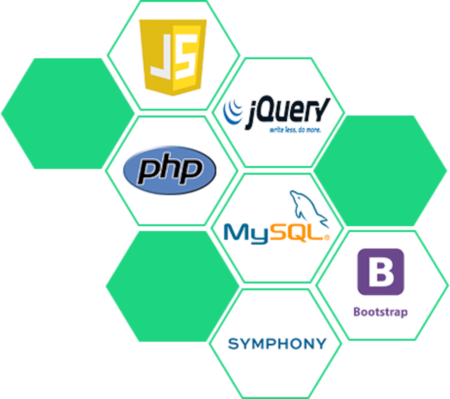 JS
jQuery
write less, do more.
php
MySQL®
B
Bootstrap
SYMPHONY